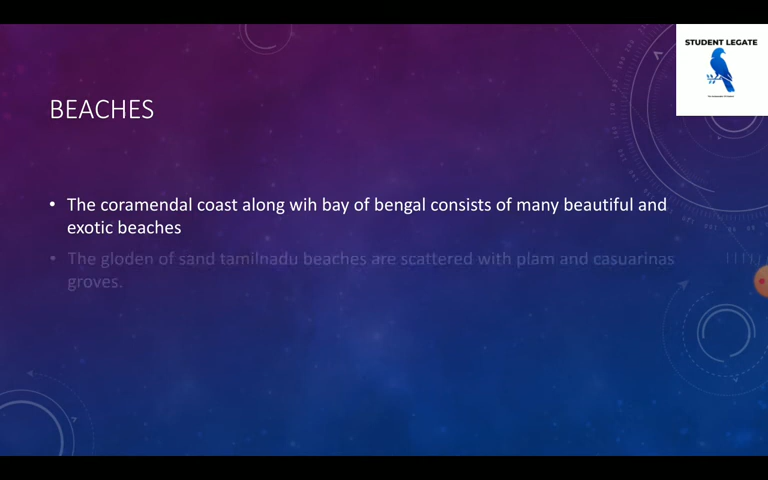 STUDENT LEGATE
BEACHES
• The coramendal coast along wih bay of bengal consists of many beautiful and
exotic beaches
• The gloden of sand tamilnadu beaches are scattered with plam and casuarinas
groves.